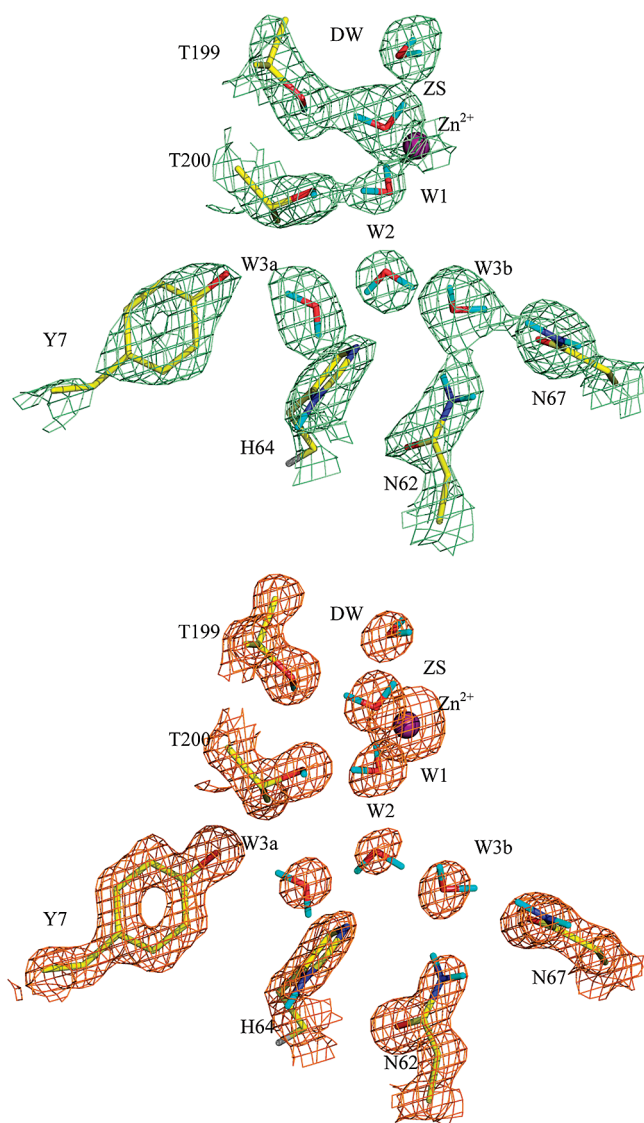 DW
T199
ZS
Zn²⁺
T200
W1
W2
W3a
W3b
Y7
N67
H64
N62
DW
T199
ZS
Zn²⁺
T200
W1
W2
W3a
W3b
Y7
N67
H64
N62